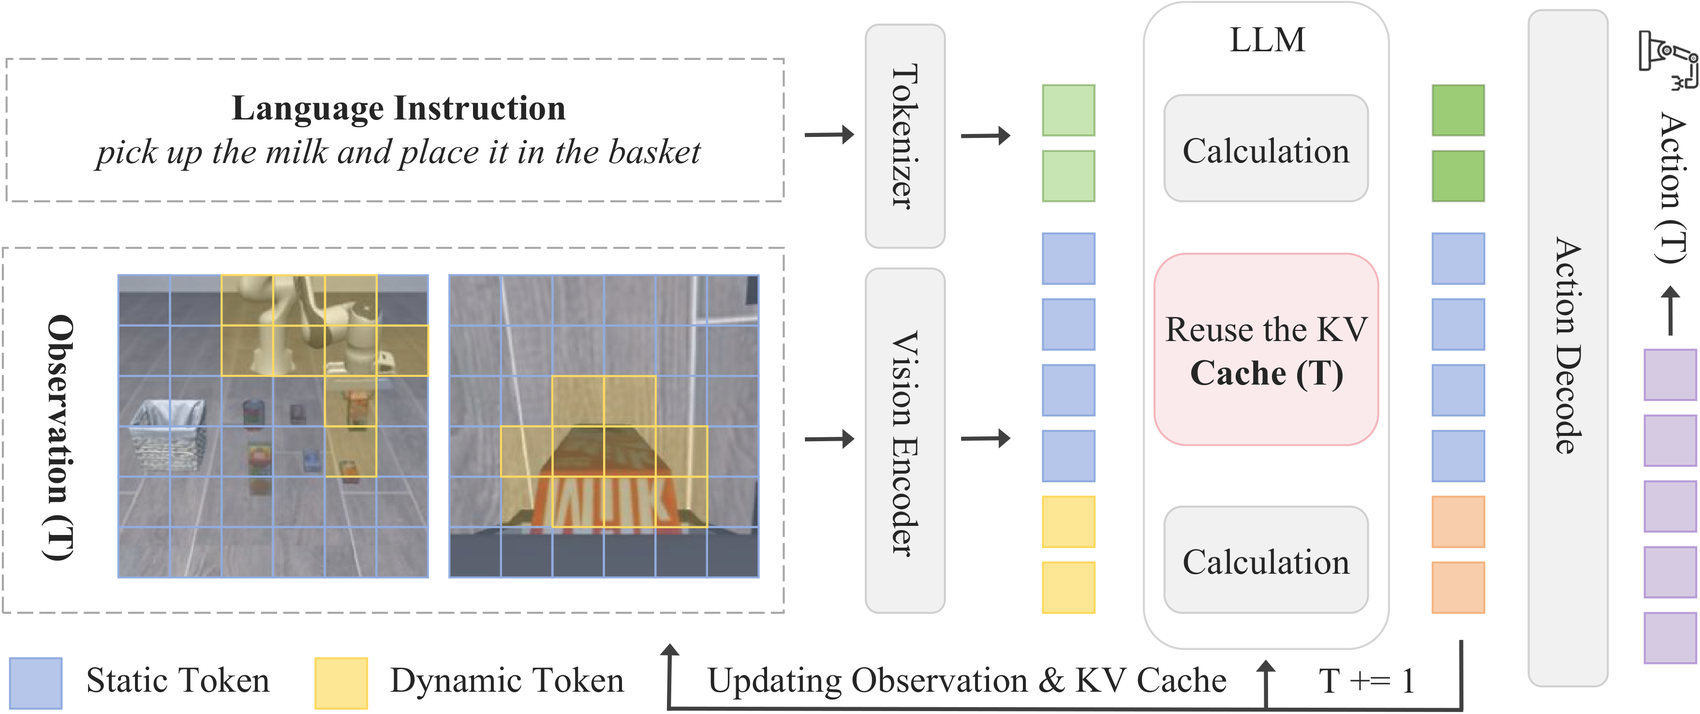 Language Instruction
pick up the milk and place it in the basket
Observation (T)
Tokenizer
Vision Encoder
LLM
Calculation
Reuse the KV
Cache (T)
Calculation
Action Decode
Action (T)
Static Token
Dynamic Token
Updating Observation & KV Cache
T += 1